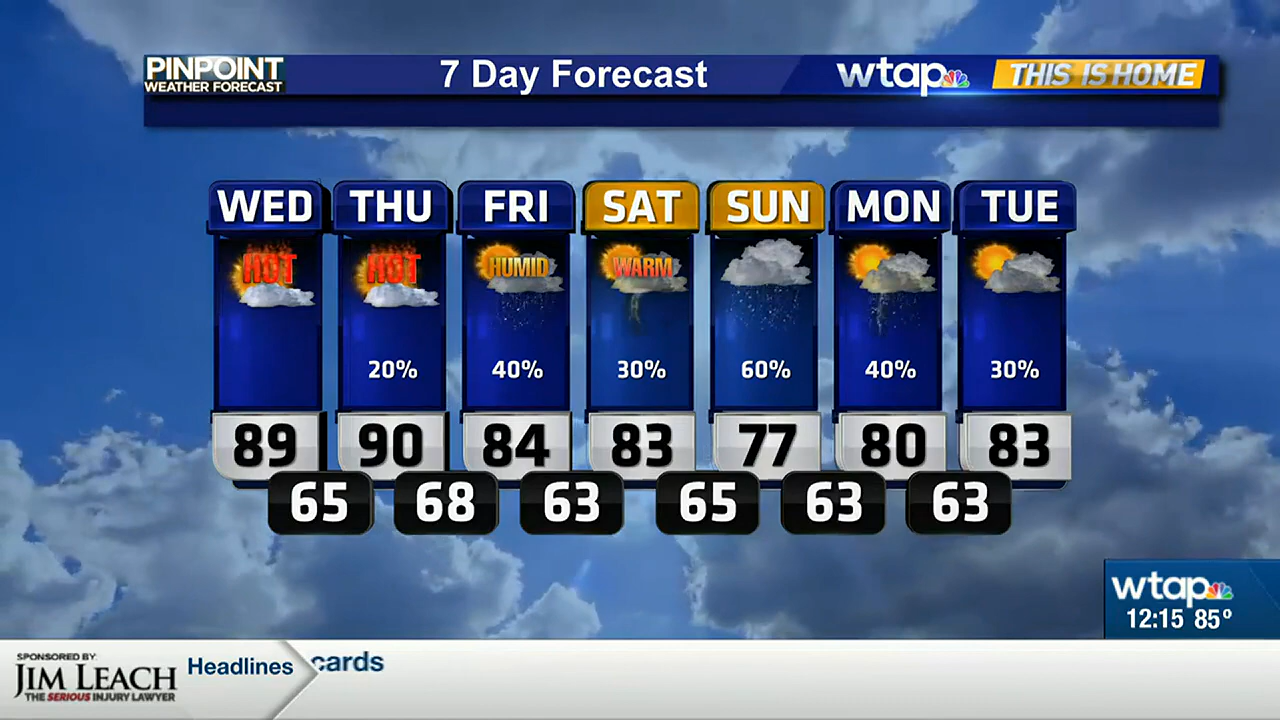 PINPOINT
WEATHER FORECAST
7 Day Forecast
wtap
THIS IS HOME
WED THU FRI SAT SUN MON TUE
HOT HOT HUMID WARM
20% 40% 30% 60% 40% 30%
89 90 84 83 77 80 83
65 68 63 65 63 63
wtap
12:15 85°
SPONSORED BY:
JIM LEACH
THE SERIOUS INJURY LAWYER
Headlines
cards